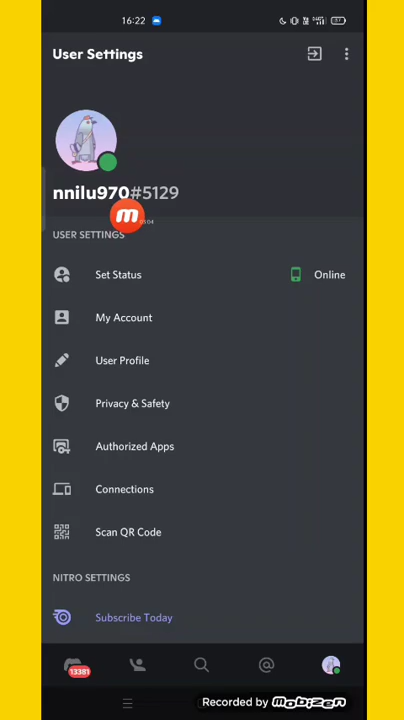 16:22
User Settings
nnilu970#5129
m
USER SETTINGS
Set Status
Online
My Account
User Profile
Privacy & Safety
Authorized Apps
Connections
Scan QR Code
NITRO SETTINGS
Subscribe Today
13381
Recorded by mobizen